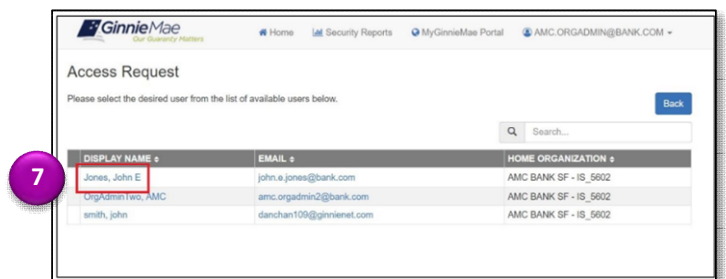 GinnieMae
Our Guaranty Matters
Home Security Reports MyGinnieMae Portal AMC.ORGADMIN@BANK.COM
Access Request
Please select the desired user from the list of available users below.
Back
Search...
DISPLAY NAME EMAIL HOME ORGANIZATION
7
Jones, John E john.e.jones@bank.com AMC BANK SF - IS_5602
OrgAdminTwo, AMC amc.orgadmin2@bank.com AMC BANK SF - IS_5602
smith, john danchan109@ginnienet.com AMC BANK SF - IS_5602